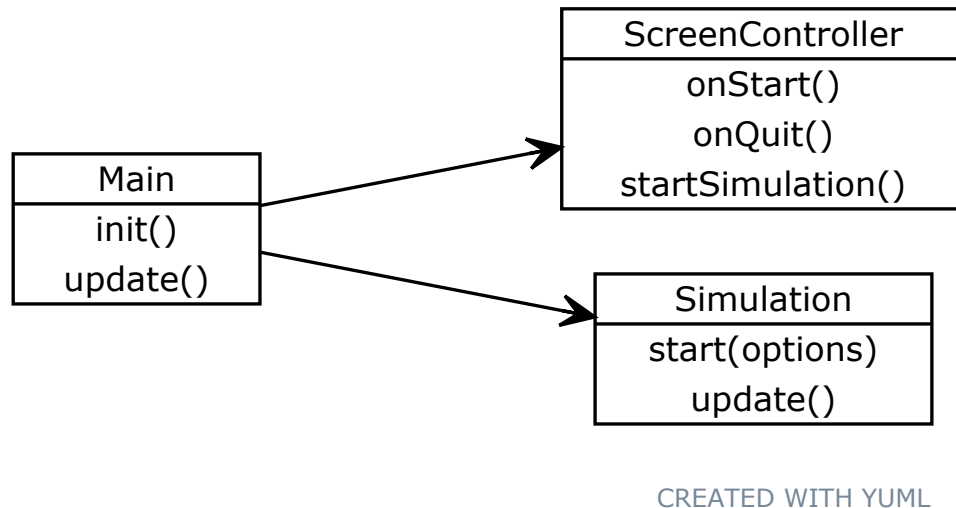 Main
init()
update()
ScreenController
onStart()
onQuit()
startSimulation()
Simulation
start(options)
update()
CREATED WITH YUML